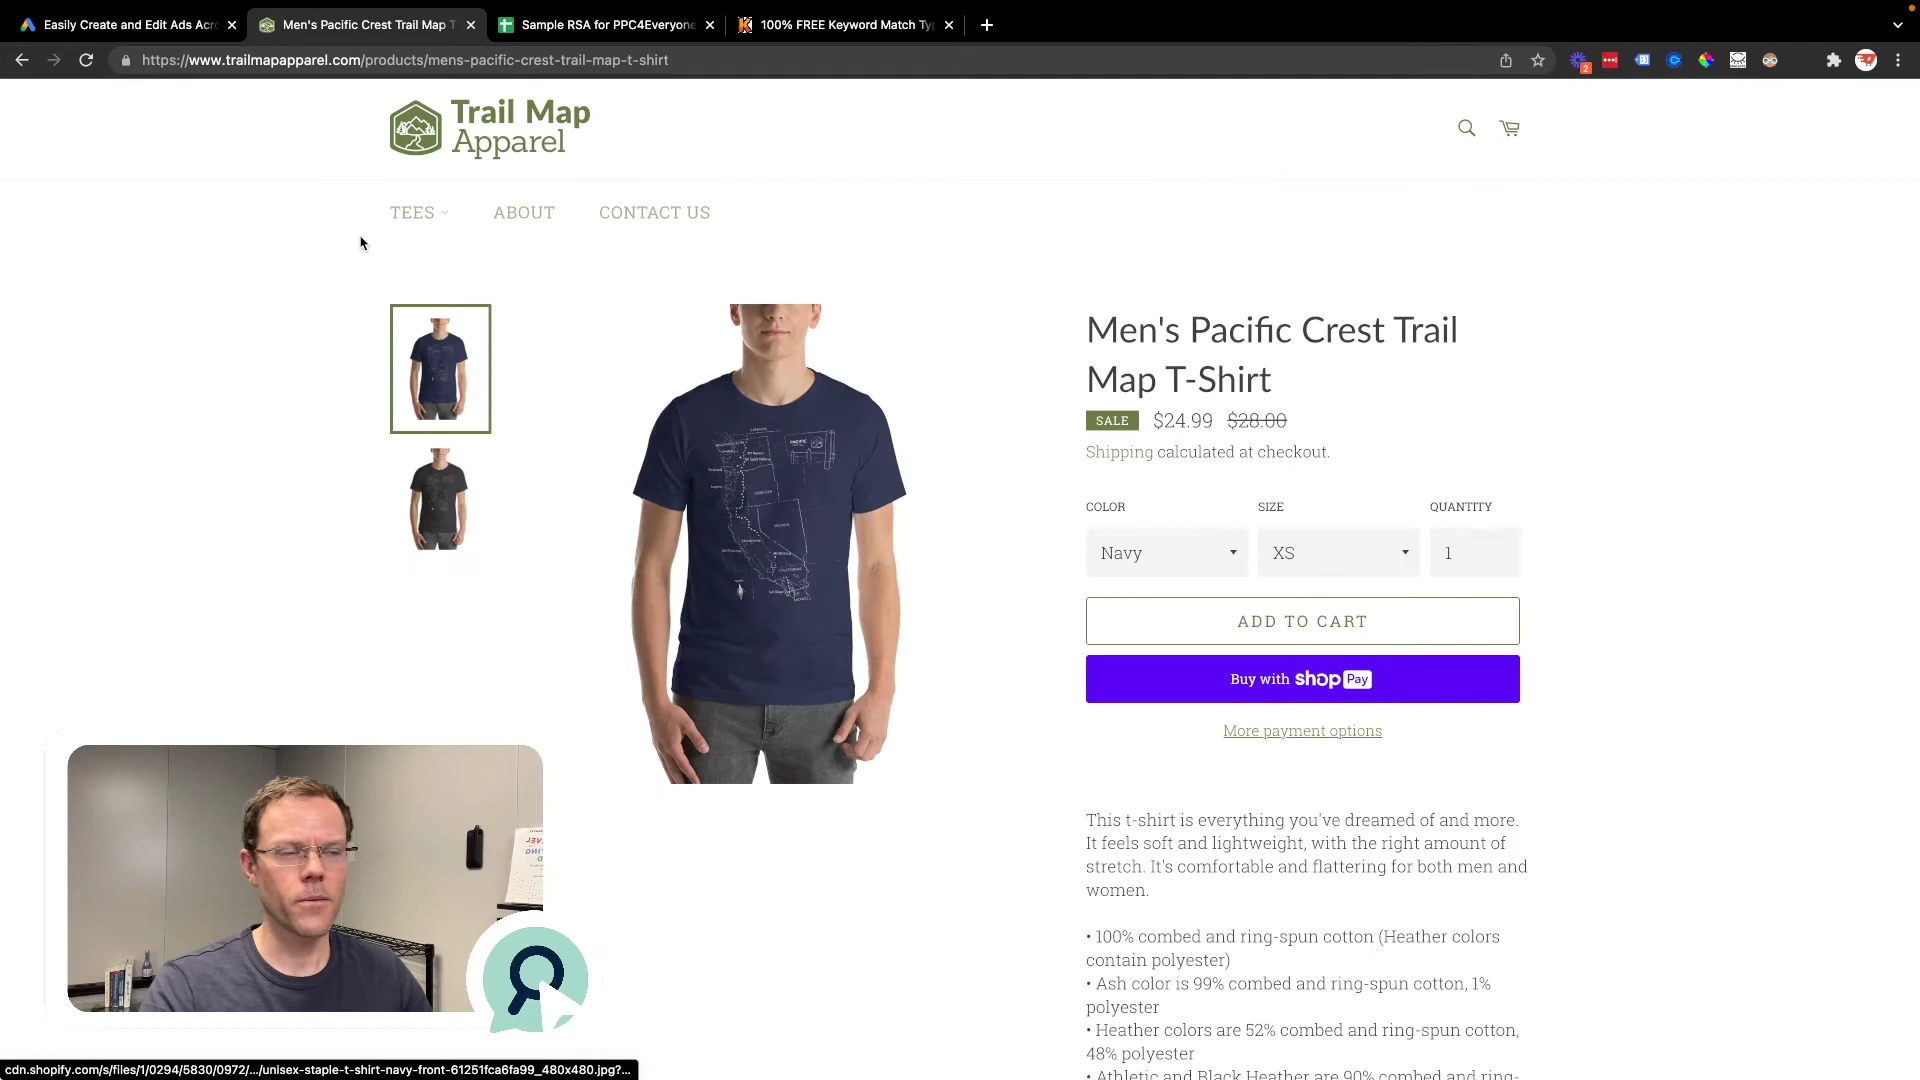 Easily Create and Edit Ads Acro
Men's Pacific Crest Trail Map T
Sample RSA for PPC4Everyone
100% FREE Keyword Match Typ
https://www.trailmapapparel.com/products/mens-pacific-crest-trail-map-t-shirt
2
Trail Map
Apparel
TEES
ABOUT
CONTACT US
CANADA
PACIFIC
OREGON
NEVADA
CALIFORNIA
MEXICO
Men's Pacific Crest Trail
Map T-Shirt
SALE $24.99 $28.00
Shipping calculated at checkout.
COLOR SIZE QUANTITY
Navy XS 1
ADD TO CART
Buy with shop Pay
More payment options
This t-shirt is everything you've dreamed of and more.
It feels soft and lightweight, with the right amount of
stretch. It's comfortable and flattering for both men and
women.
• 100% combed and ring-spun cotton (Heather colors
contain polyester)
• Ash color is 99% combed and ring-spun cotton, 1%
polyester
• Heather colors are 52% combed and ring-spun cotton,
48% polyester
• Athletic and Black Heather are 90% combed and ring-
cdn.shopify.com/s/files/1/0294/5830/0972/.../unisex-staple-t-shirt-navy-front-61251fca6fa99_480x480.jpg?...